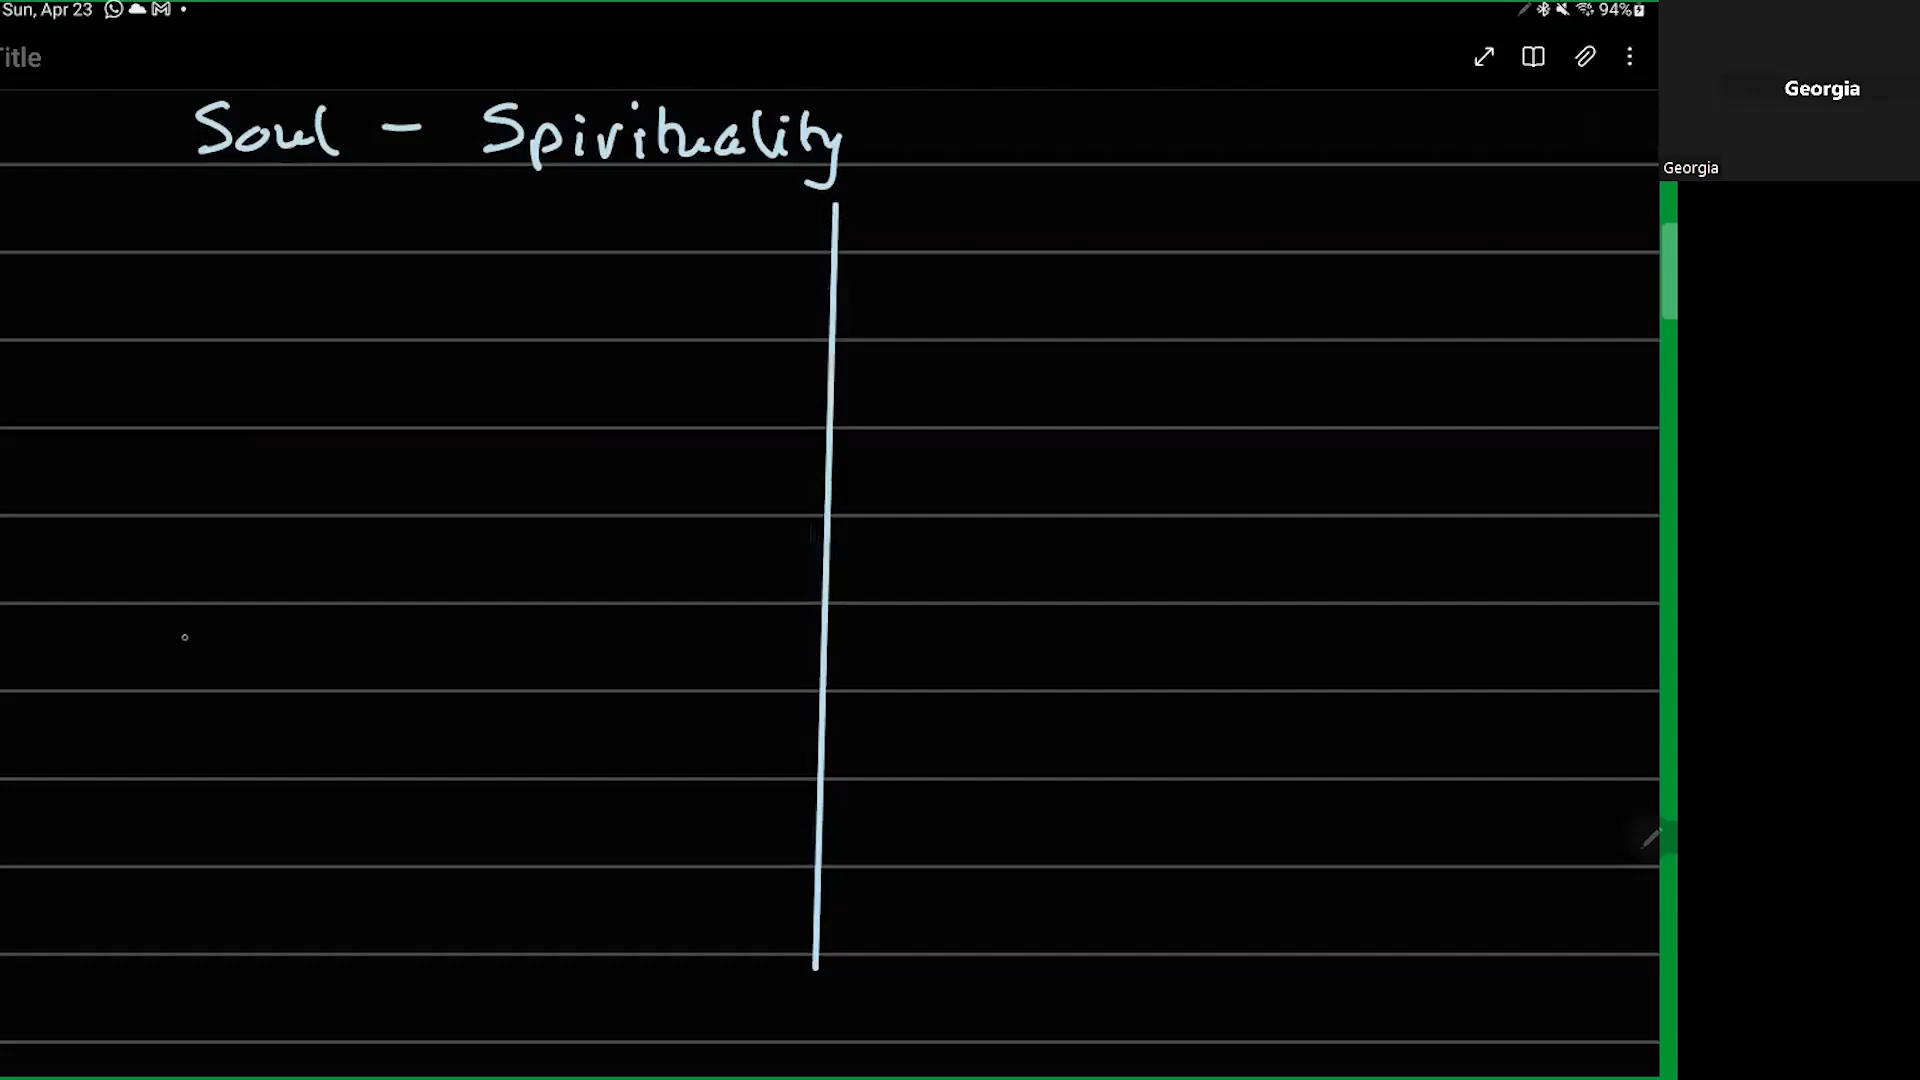 Sun, Apr 23
94%
Title
Georgia
Soul - Spirituality
Georgia